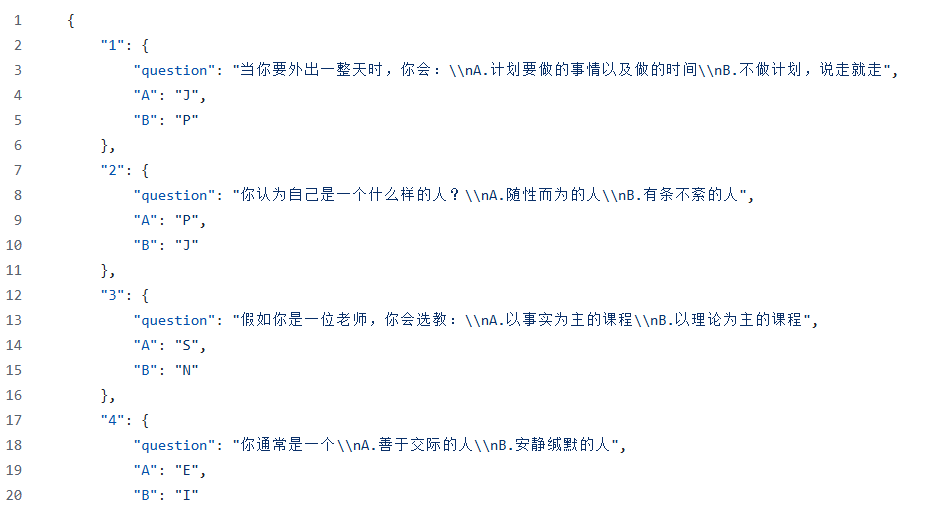 1 {
2 "1": {
3 "question": "当你要外出一整天时，你会：\\nA.计划要做的事情以及做的时间\\nB.不做计划，说走就走",
4 "A": "J",
5 "B": "P"
6 },
7 "2": {
8 "question": "你认为自己是一个什么样的人？\\nA.随性而为的人\\nB.有条不紊的人",
9 "A": "P",
10 "B": "J"
11 },
12 "3": {
13 "question": "假如你是一位老师，你会选教：\\nA.以事实为主的课程\\nB.以理论为主的课程",
14 "A": "S",
15 "B": "N"
16 },
17 "4": {
18 "question": "你通常是一个\\nA.善于交际的人\\nB.安静缄默的人",
19 "A": "E",
20 "B": "I"